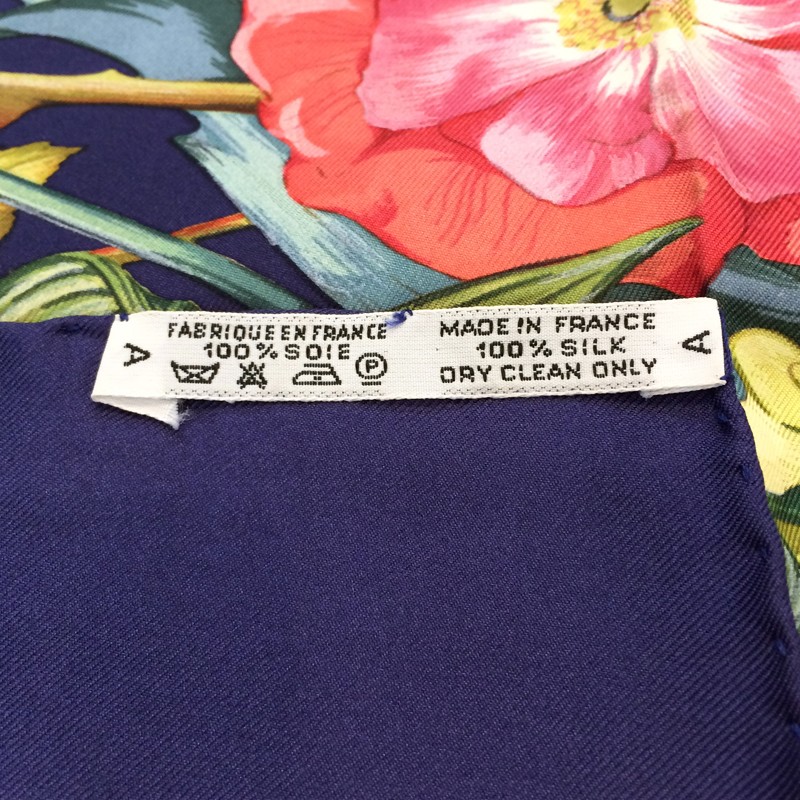 A
FABRIQUE EN FRANCE
100% SOIE
P
MADE IN FRANCE
100% SILK
DRY CLEAN ONLY
A